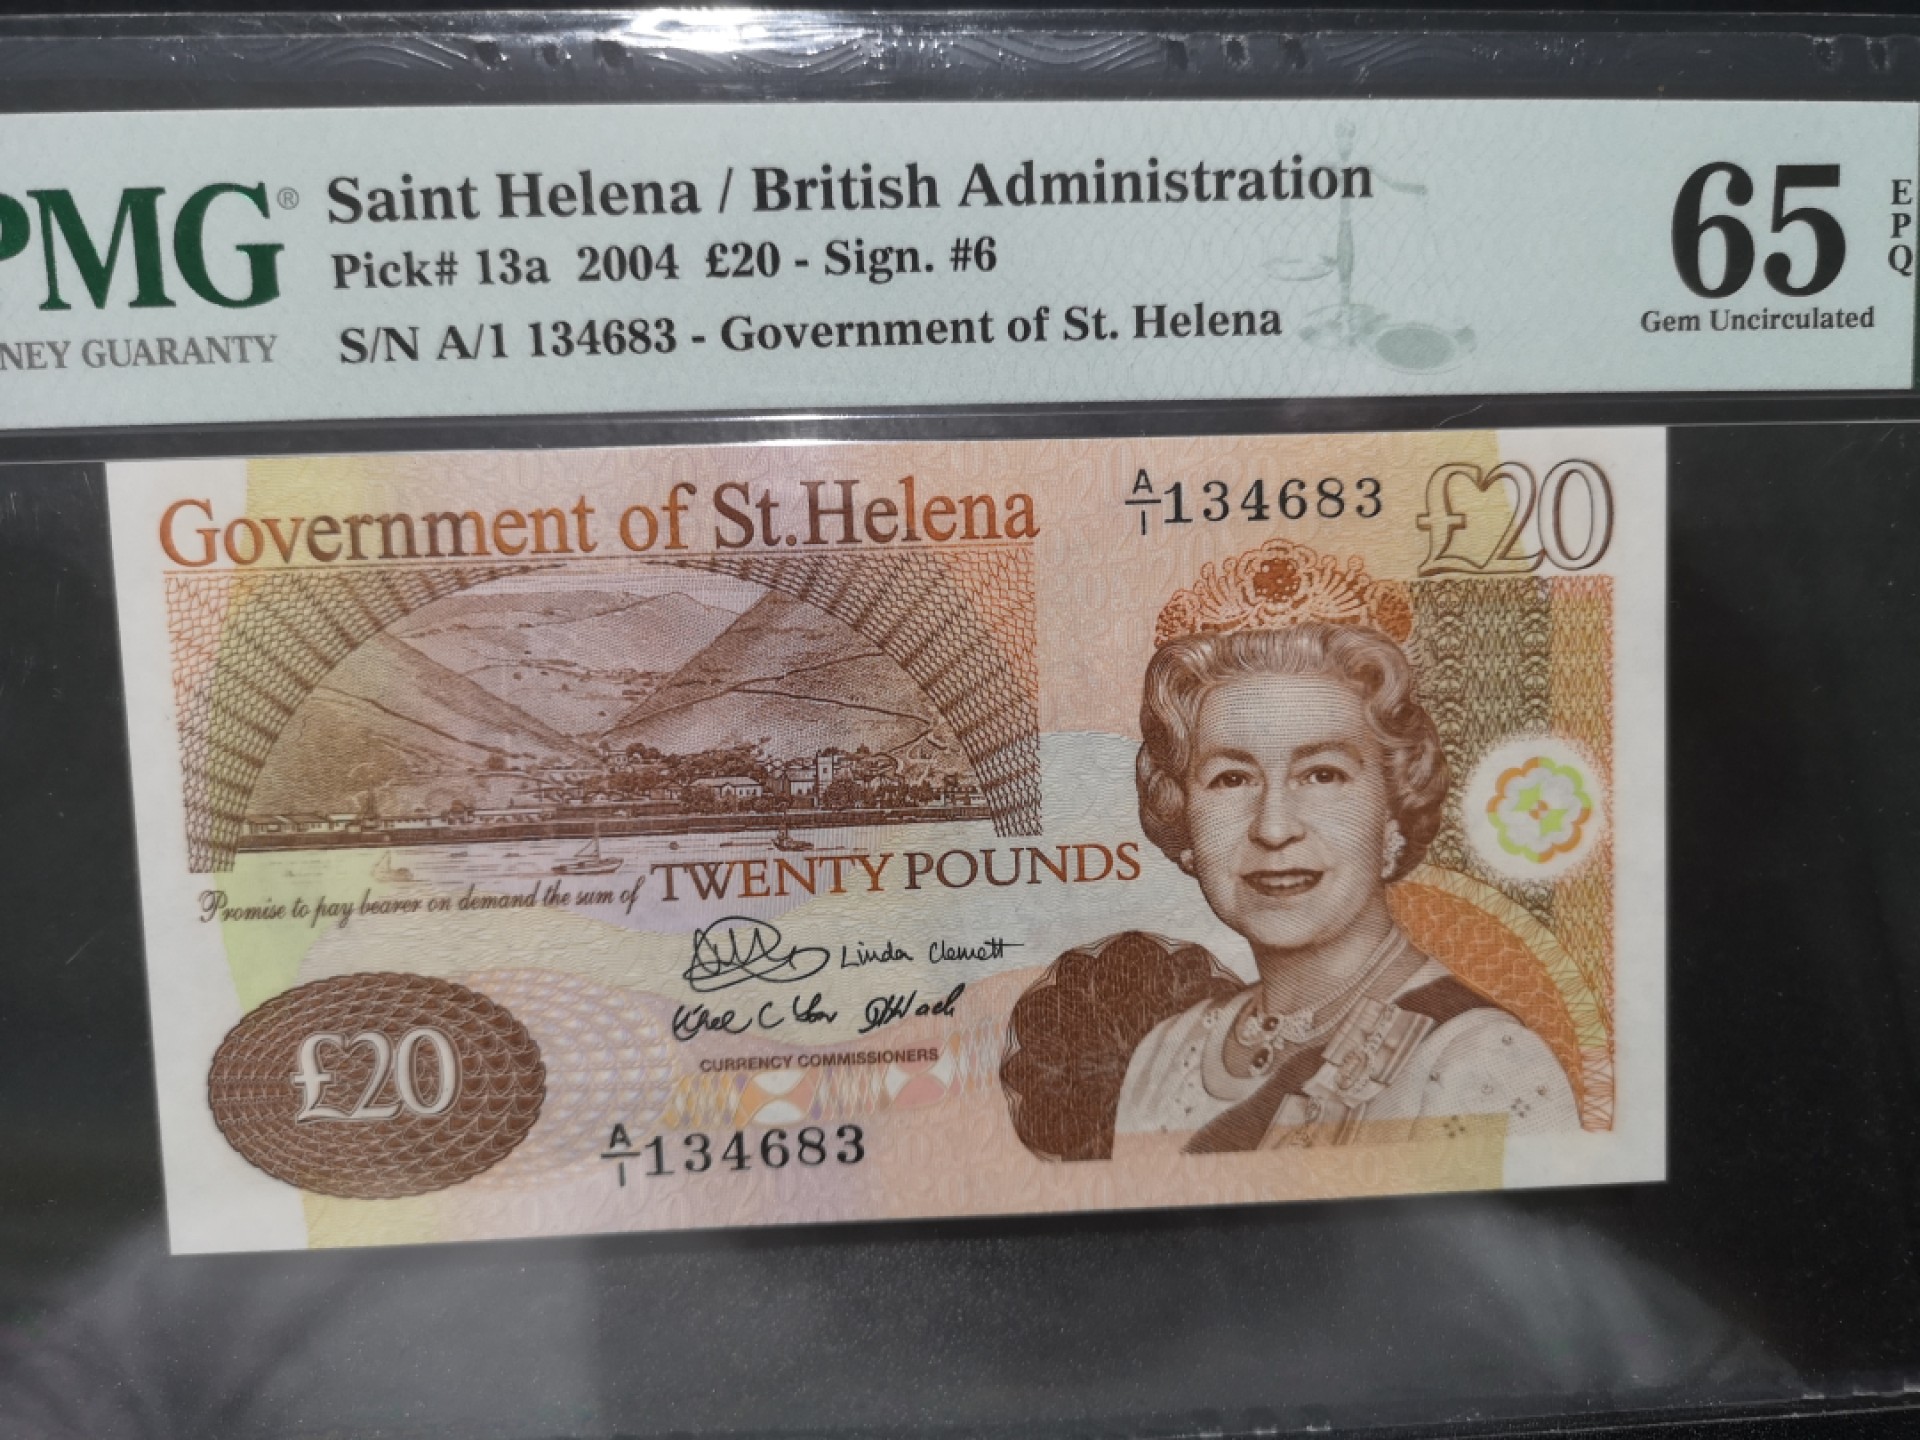 PMG®
NEY GUARANTY
Saint Helena / British Administration
Pick# 13a 2004 £20 - Sign. #6
S/N A/1 134683 - Government of St. Helena
65
EPQ
Gem Uncirculated
Government of St.Helena
A/1 134683
£20
Promise to pay bearer on demand the sum of TWENTY POUNDS
Linda Clemett
CURRENCY COMMISSIONERS
£20
A/1 134683